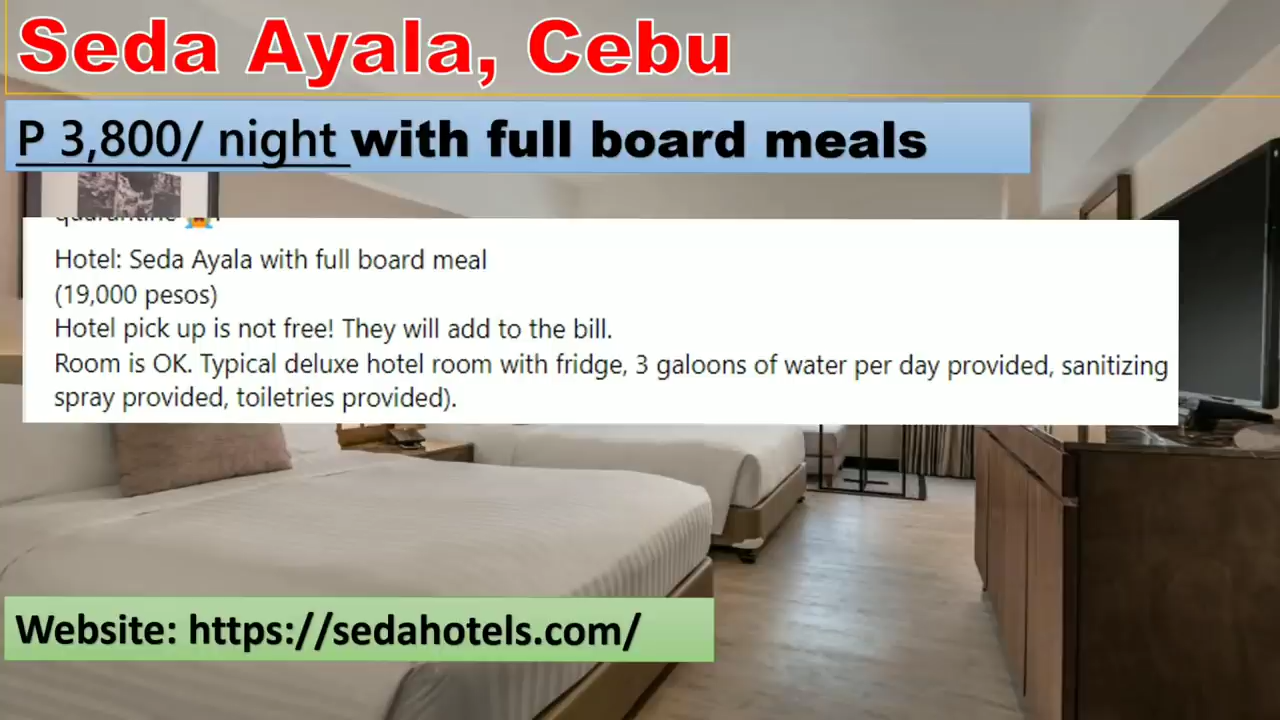 Seda Ayala, Cebu
P 3,800/ night with full board meals
quarantine
Hotel: Seda Ayala with full board meal
(19,000 pesos)
Hotel pick up is not free! They will add to the bill.
Room is OK. Typical deluxe hotel room with fridge, 3 galoons of water per day provided, sanitizing
spray provided, toiletries provided).
Website: https://sedahotels.com/